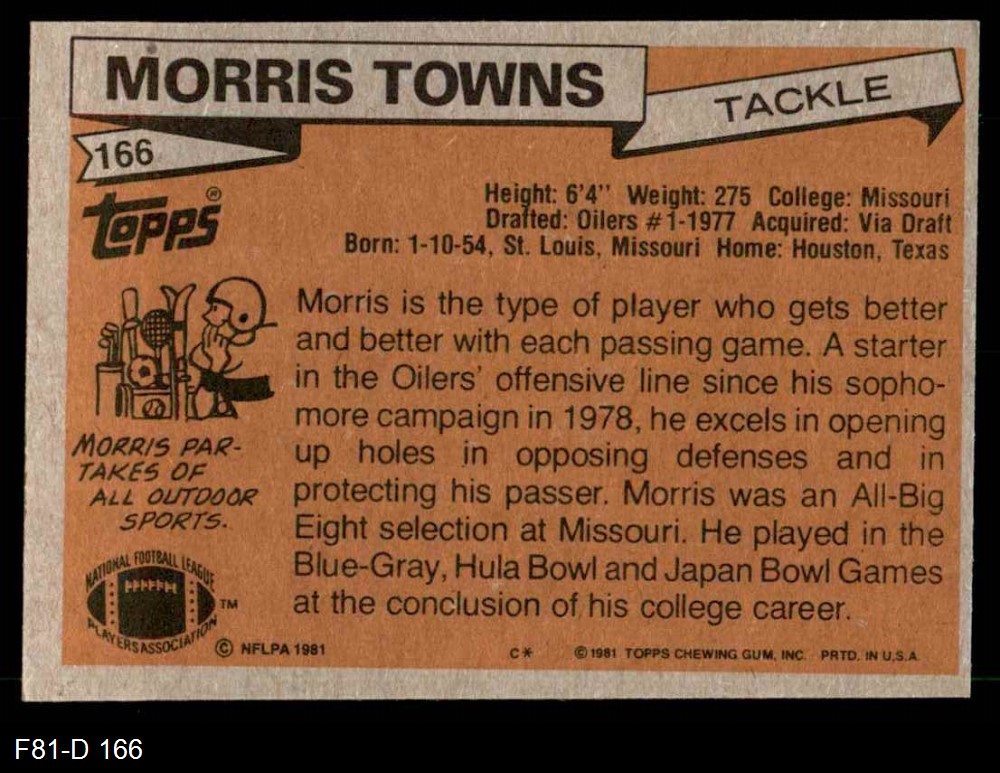 MORRIS TOWNS
TACKLE
166
topps®
Height: 6'4" Weight: 275 College: Missouri
Drafted: Oilers #1-1977 Acquired: Via Draft
Born: 1-10-54, St. Louis, Missouri Home: Houston, Texas
Morris is the type of player who gets better
and better with each passing game. A starter
in the Oilers' offensive line since his sopho-
more campaign in 1978, he excels in opening
up holes in opposing defenses and in
protecting his passer. Morris was an All-Big
Eight selection at Missouri. He played in the
Blue-Gray, Hula Bowl and Japan Bowl Games
at the conclusion of his college career.
MORRIS PAR-
TAKES OF
ALL OUTDOOR
SPORTS.
NATIONAL FOOTBALL LEAGUE
PLAYERS ASSOCIATION
TM
© NFLPA 1981
C*
© 1981 TOPPS CHEWING GUM, INC. PRTD. IN U.S.A.
F81-D 166